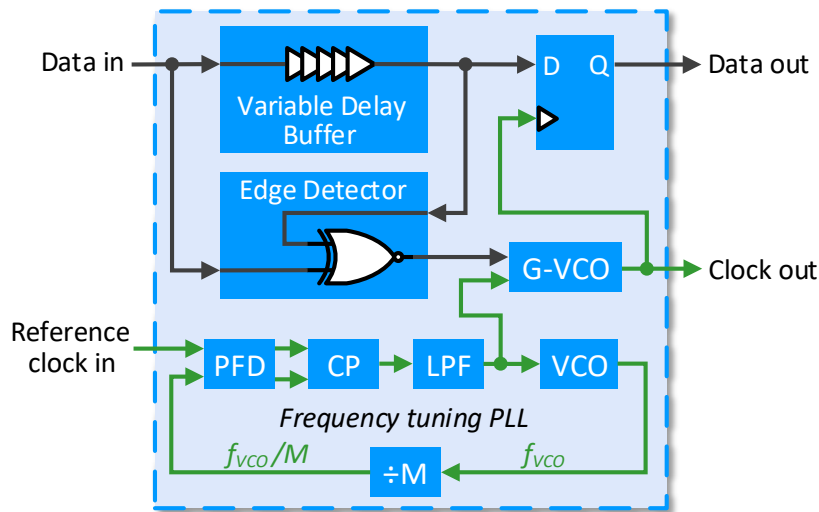 Data in
Variable Delay
Buffer
D
Q
Data out
Edge Detector
G-VCO
Clock out
Reference
clock in
PFD
CP
LPF
VCO
Frequency tuning PLL
fVCO/M
÷M
fVCO